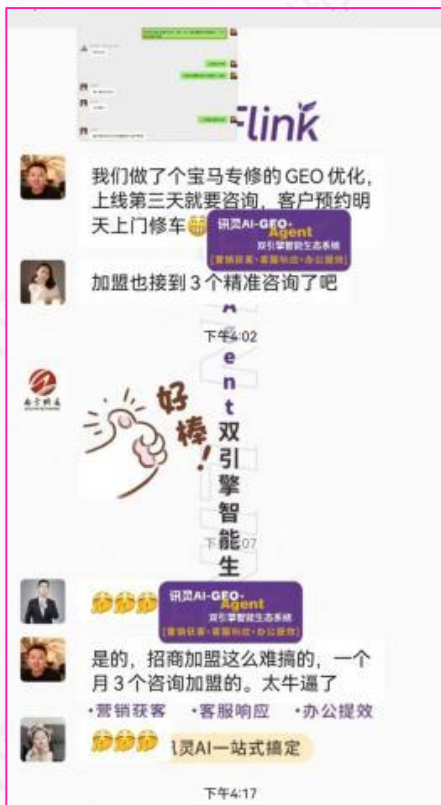 Flink
我们做了个宝马专修的 GEO 优化，
上线第三天就要咨询，客户预约明
天上门修车
讯灵AI-GEO-
Agent
双引擎智能生态系统
[营销获客•客服响应•办公提效]
加盟也接到 3 个精准咨询了吧
下午4:02
Agent双引擎智能生
好棒！
下午4:07
讯灵AI-GEO-
Agent
双引擎智能生态系统
[营销获客•客服响应•办公提效]
是的，招商加盟这么难搞的，一个
月 3 个咨询加盟的。太牛逼了
•营销获客 •客服响应 •办公提效
讯灵AI一站式搞定
下午4:17